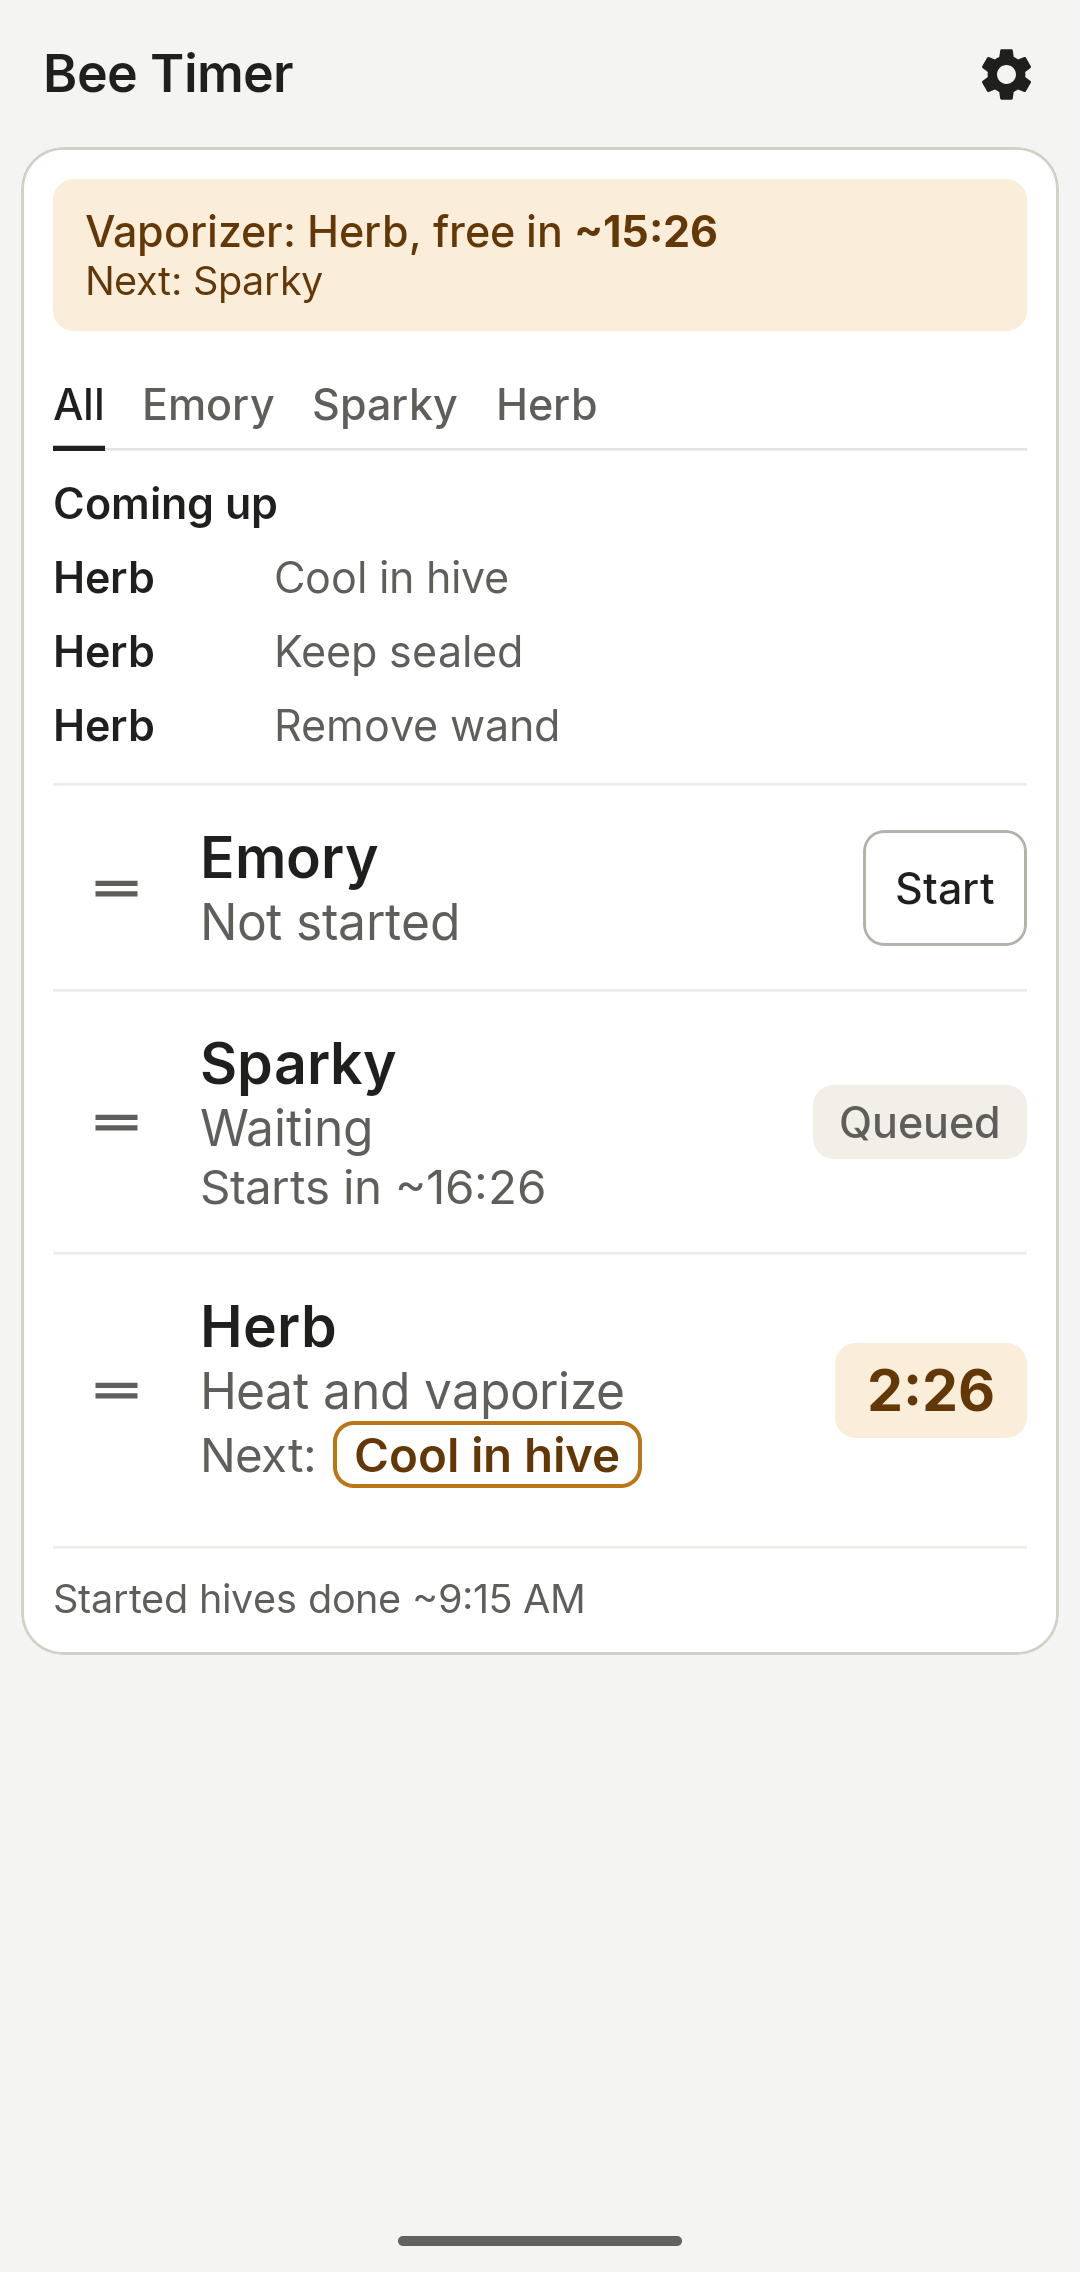 Bee Timer
Vaporizer: Herb, free in ~15:26
Next: Sparky
All Emory Sparky Herb
Coming up
Herb Cool in hive
Herb Keep sealed
Herb Remove wand
Emory
Not started
Start
Sparky
Waiting
Starts in ~16:26
Queued
Herb
Heat and vaporize
Next: Cool in hive
2:26
Started hives done ~9:15 AM